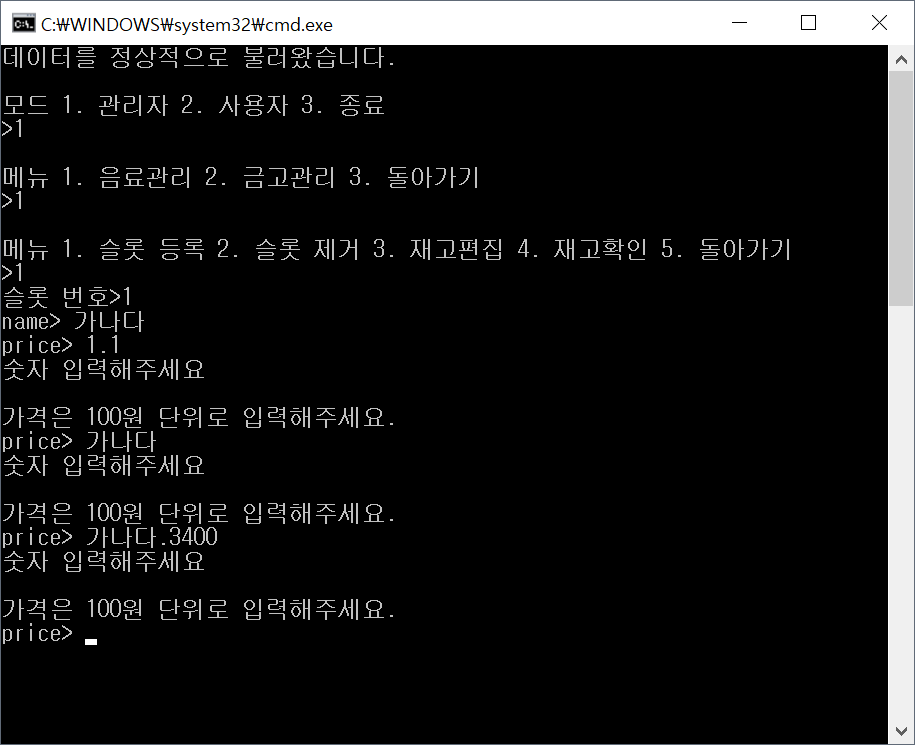 C:\WINDOWS\system32\cmd.exe
데이터를 정상적으로 불러왔습니다.
모드 1. 관리자 2. 사용자 3. 종료
>1
메뉴 1. 음료관리 2. 금고관리 3. 돌아가기
>1
메뉴 1. 슬롯 등록 2. 슬롯 제거 3. 재고편집 4. 재고확인 5. 돌아가기
>1
슬롯 번호>1
name> 가나다
price> 1.1
숫자 입력해주세요
가격은 100원 단위로 입력해주세요.
price> 가나다
숫자 입력해주세요
가격은 100원 단위로 입력해주세요.
price> 가나다.3400
숫자 입력해주세요
가격은 100원 단위로 입력해주세요.
price>